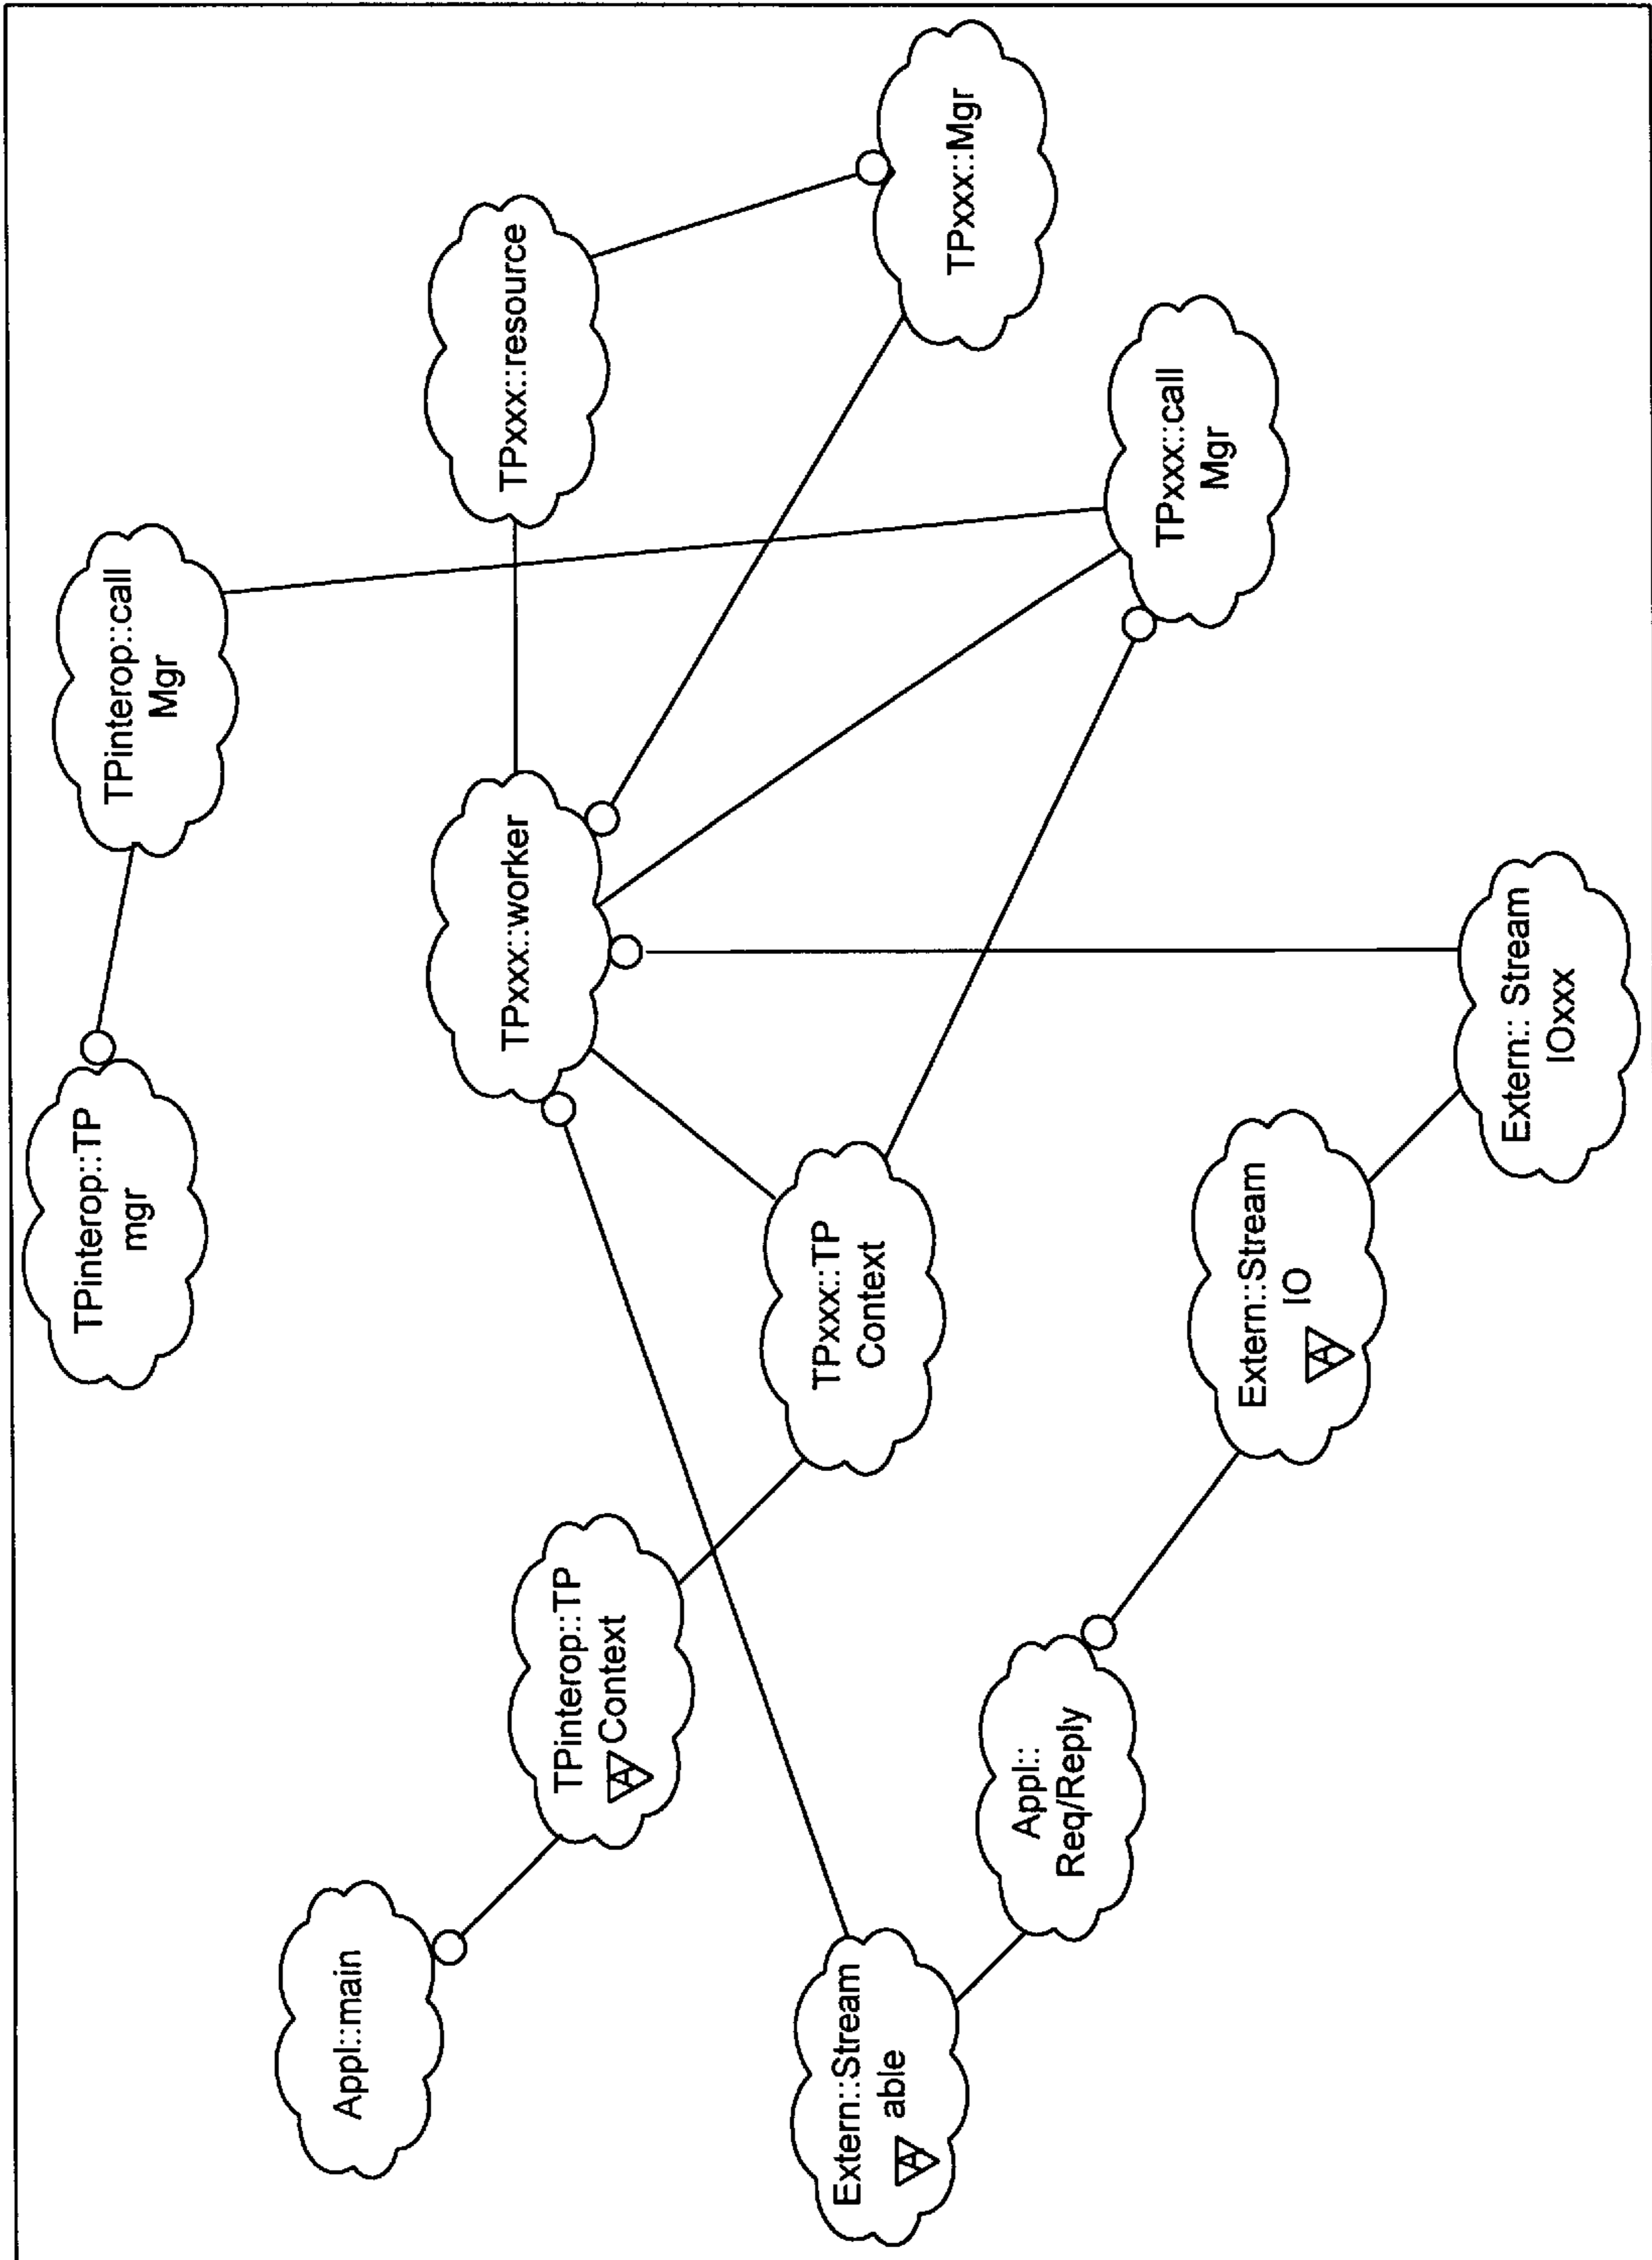 TPinterop::TP
mgr
TPinterop::call
Mgr
Appl::main
TPinterop::TP
A Context
TPxxx::worker
TPxxx::resource
Extern::Stream
A able
TPxxx::TP
Context
TPxxx::Mgr
Appl::
Req/Reply
TPxxx::call
Mgr
Extern::Stream
A IO
Extern:: Stream
IOxxx